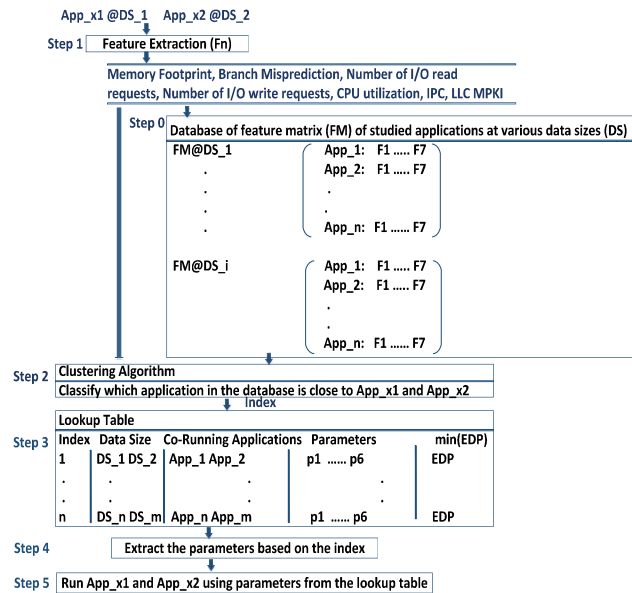 App_x1 @DS_1 App_x2 @DS_2
Step 1 Feature Extraction (Fn)
Memory Footprint, Branch Misprediction, Number of I/O read
requests, Number of I/O write requests, CPU utilization, IPC, LLC MPKI
Step 0 Database of feature matrix (FM) of studied applications at various data sizes (DS)
FM@DS_1 App_1: F1 ..... F7
. App_2: F1 ..... F7
. .
. .
. App_n: F1 ...... F7
FM@DS_i App_1: F1 ..... F7
App_2: F1 ..... F7
.
.
App_n: F1 ...... F7
Step 2 Clustering Algorithm
Classify which application in the database is close to App_x1 and App_x2
Index
Lookup Table
Step 3 Index Data Size Co-Running Applications Parameters min(EDP)
1 DS_1 DS_2 App_1 App_2 p1 ...... p6 EDP
. . . .
. . .
n DS_n DS_m App_n App_m p1 ...... p6 EDP
Step 4 Extract the parameters based on the index
Step 5 Run App_x1 and App_x2 using parameters from the lookup table